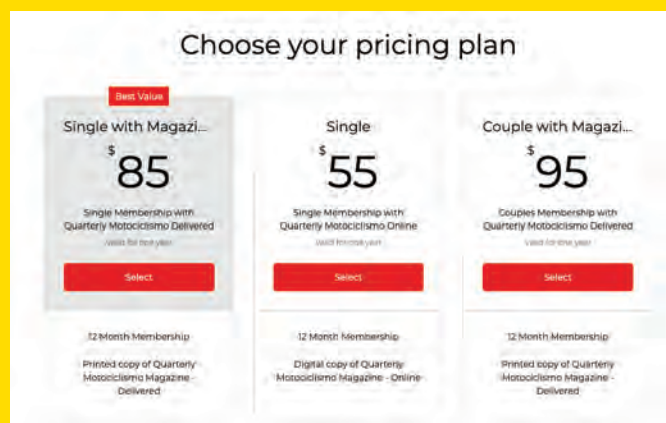 Choose your pricing plan
Best Value
Single with Magazi...
$
85
Single Membership with
Quarterly Motociclismo Delivered
Valid for one year
Select
12 Month Membership
Printed copy of Quarterly
Motociclismo Magazine -
Delivered
Single
$
55
Single Membership with
Quarterly Motociclismo Online
Valid for one year
Select
12 Month Membership
Digital copy of Quarterly
Motociclismo Magazine - Online
Couple with Magazi...
$
95
Couples Membership with
Quarterly Motociclismo Delivered
Valid for one year
Select
12 Month Membership
Printed copy of Quarterly
Motociclismo Magazine -
Delivered